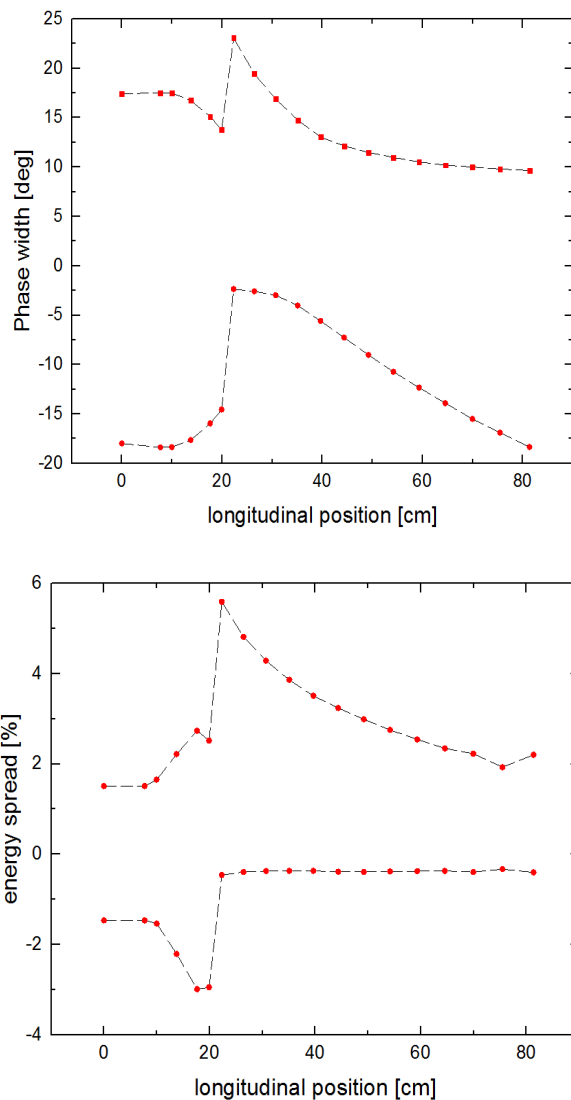 25
20
15
10
5
0
-5
-10
-15
-20
Phase width [deg]
0 20 40 60 80
longitudinal position [cm]
6
4
2
0
-2
-4
energy spread [%]
0 20 40 60 80
longitudinal position [cm]